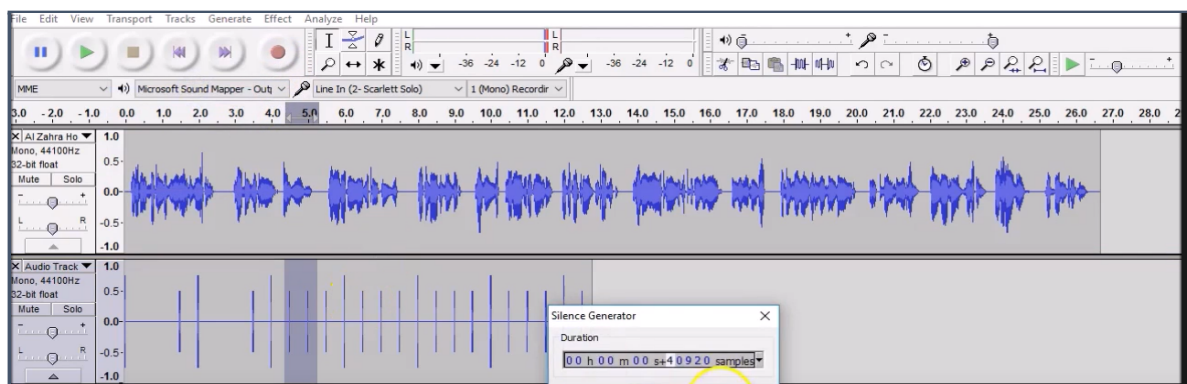 File Edit View Transport Tracks Generate Effect Analyze Help
L
R
L
R
-36 -24 -12 0
-36 -24 -12 0
MME
Microsoft Sound Mapper - Outp
Line In (2- Scarlett Solo)
1 (Mono) Recordir
3.0 - 2.0 - 1.0 0.0 1.0 2.0 3.0 4.0 5.0 6.0 7.0 8.0 9.0 10.0 11.0 12.0 13.0 14.0 15.0 16.0 17.0 18.0 19.0 20.0 21.0 22.0 23.0 24.0 25.0 26.0 27.0 28.0 2
X Al Zahra Ho 1.0
Mono, 44100Hz
32-bit float
0.5
Mute Solo
- + 0.0
L R
-0.5
-1.0
X Audio Track 1.0
Mono, 44100Hz
32-bit float
0.5
Mute Solo
- + 0.0
L R
-0.5
-1.0
Silence Generator X
Duration
00 h 00 m 00 s+40920 samples